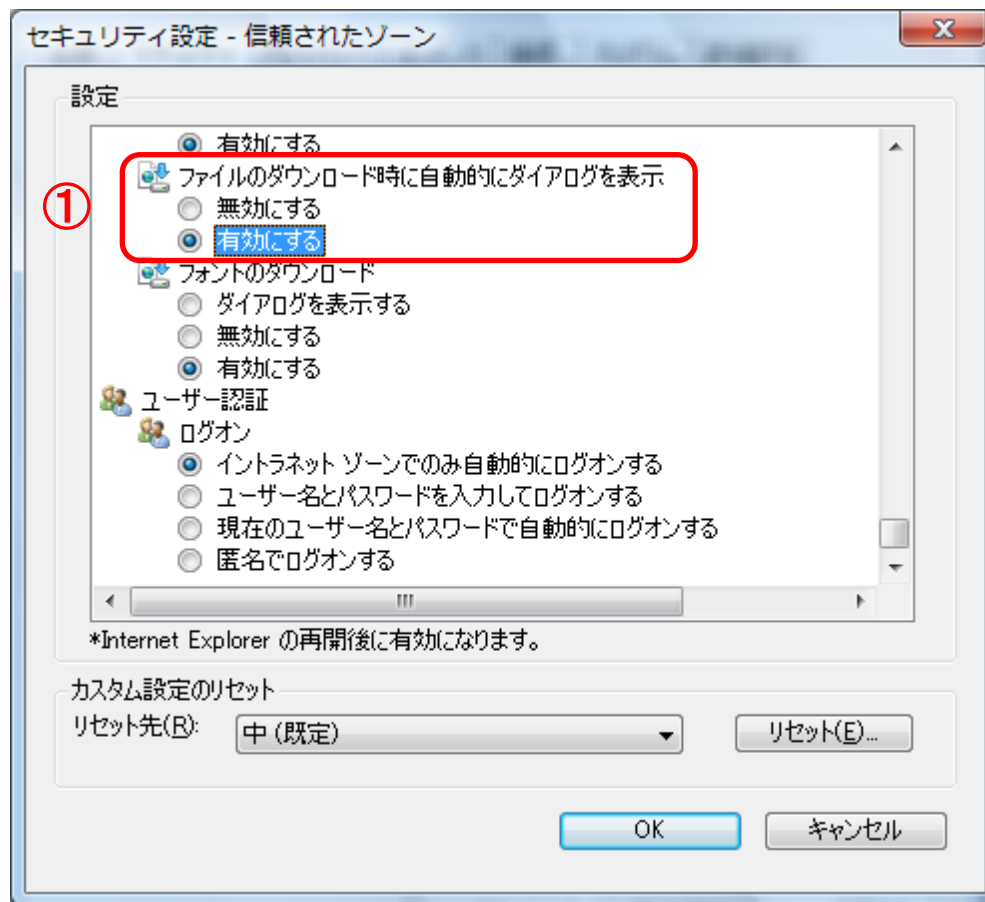 セキュリティ設定 - 信頼されたゾーン
設定
有効にする
①
ファイルのダウンロード時に自動的にダイアログを表示
無効にする
有効にする
フォントのダウンロード
ダイアログを表示する
無効にする
有効にする
ユーザー認証
ログオン
イントラネット ゾーンでのみ自動的にログオンする
ユーザー名とパスワードを入力してログオンする
現在のユーザー名とパスワードで自動的にログオンする
匿名でログオンする
*Internet Explorer の再開後に有効になります。
カスタム設定のリセット
リセット先(R): 中 (既定) リセット(E)...
OK キャンセル